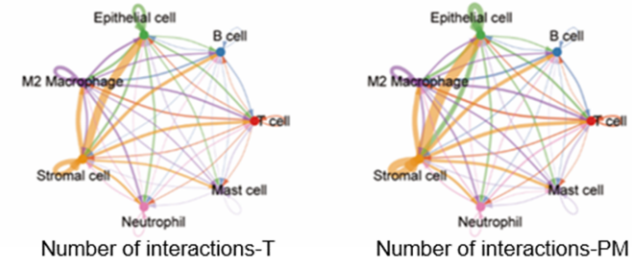 Epithelial cell
B cell
M2 Macrophage
T cell
Stromal cell
Mast cell
Neutrophil
Number of interactions-T
Epithelial cell
B cell
M2 Macrophage
T cell
Stromal cell
Mast cell
Neutrophil
Number of interactions-PM